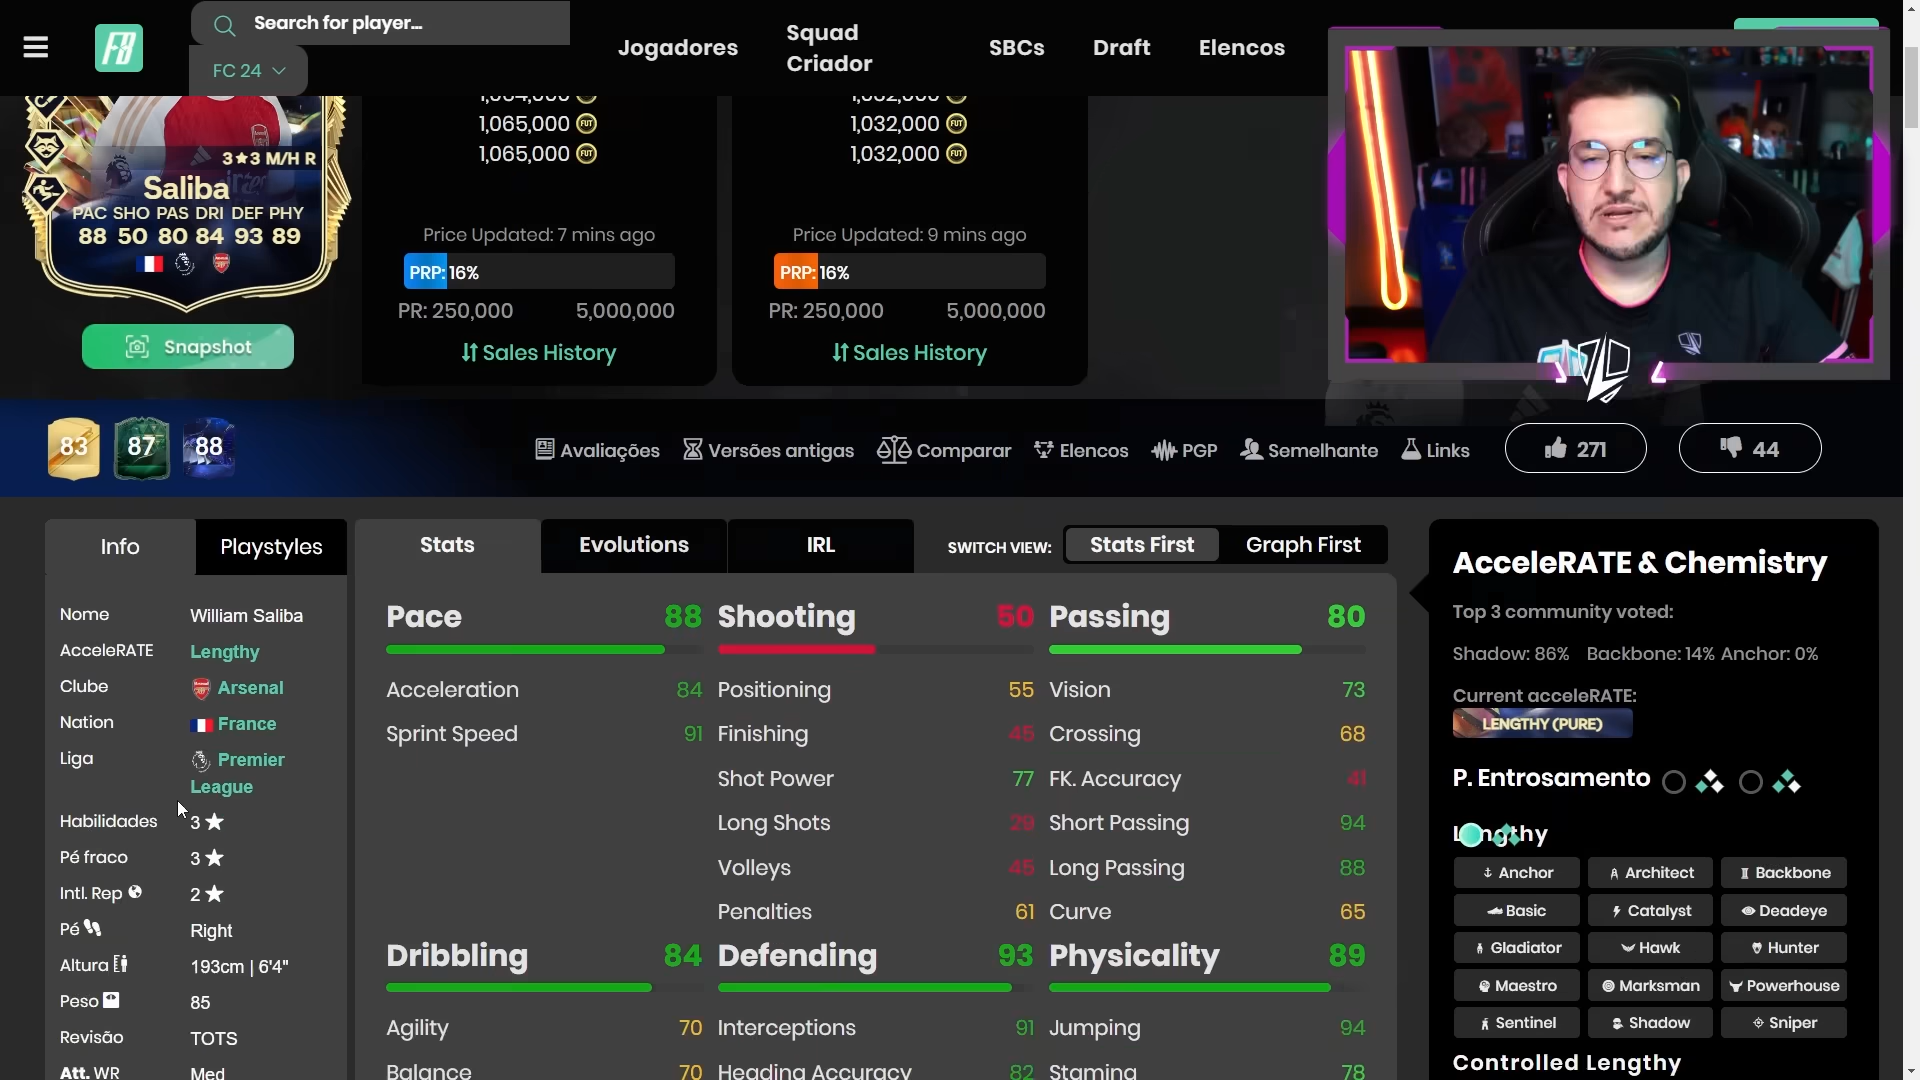 Search for player...
FC 24
Jogadores
Squad Criador
SBCs
Draft
Elencos
3★3 M/H R
Saliba
PAC SHO PAS DRI DEF PHY
88 50 80 84 93 89
1,065,000
1,065,000
Price Updated: 7 mins ago
PRP: 16%
PR: 250,000 5,000,000
Sales History
1,032,000
1,032,000
Price Updated: 9 mins ago
PRP: 16%
PR: 250,000 5,000,000
Sales History
Snapshot
83 87 88
Avaliações
Versões antigas
Comparar
Elencos
PGP
Semelhante
Links
271
44
Info
Playstyles
Nome William Saliba
AcceleRATE Lengthy
Clube Arsenal
Nation France
Liga Premier League
Habilidades 3 ★
Pé fraco 3 ★
Intl. Rep 2 ★
Pé Right
Altura 193cm | 6'4"
Peso 85
Revisão TOTS
Att. WR Med
Stats
Evolutions
IRL
SWITCH VIEW:
Stats First
Graph First
Pace 88
Acceleration 84
Sprint Speed 91
Shooting 50
Positioning 55
Finishing 45
Shot Power 77
Long Shots 29
Volleys 45
Penalties 61
Passing 80
Vision 73
Crossing 68
FK. Accuracy 41
Short Passing 94
Long Passing 88
Curve 65
Dribbling 84
Agility 70
Balance 70
Defending 93
Interceptions 91
Heading Accuracy 82
Physicality 89
Jumping 94
Stamina 78
AcceleRATE & Chemistry
Top 3 community voted:
Shadow: 86% Backbone: 14% Anchor: 0%
Current acceleRATE:
LENGTHY (PURE)
P. Entrosamento
Lengthy
Anchor
Architect
Backbone
Basic
Catalyst
Deadeye
Gladiator
Hawk
Hunter
Maestro
Marksman
Powerhouse
Sentinel
Shadow
Sniper
Controlled Lengthy